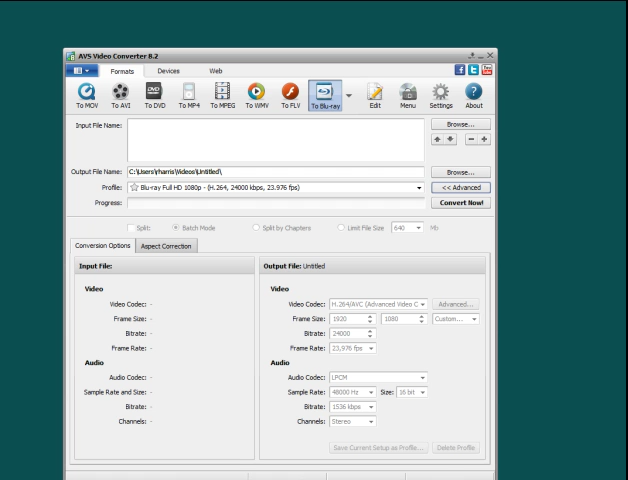 AVS Video Converter 8.2
Formats Devices Web
To MOV To AVI To DVD To MP4 To MPEG To WMV To FLV To Blu-ray Edit Menu Settings About
Input File Name: Browse...
Output File Name: C:\Users\rharris\Videos\Untitled\, Browse...
Profile: Blu-ray Full HD 1080p - (H.264, 24000 kbps, 23.976 fps) << Advanced
Progress: Convert Now!
Split: Batch Mode Split by Chapters Limit File Size 640 Mb
Conversion Options Aspect Correction
Input File: Output File: Untitled
Video Video
Video Codec: - Video Codec: H.264/AVC (Advanced Video C Advanced...
Frame Size: - Frame Size: 1920 1080 Custom...
Bitrate: - Bitrate: 24000
Frame Rate: - Frame Rate: 23,976 fps
Audio Audio
Audio Codec: - Audio Codec: LPCM
Sample Rate and Size: - Sample Rate: 48000 Hz Size: 16 bit
Bitrate: - Bitrate: 1536 kbps
Channels: - Channels: Stereo
Save Current Setup as Profile... Delete Profile